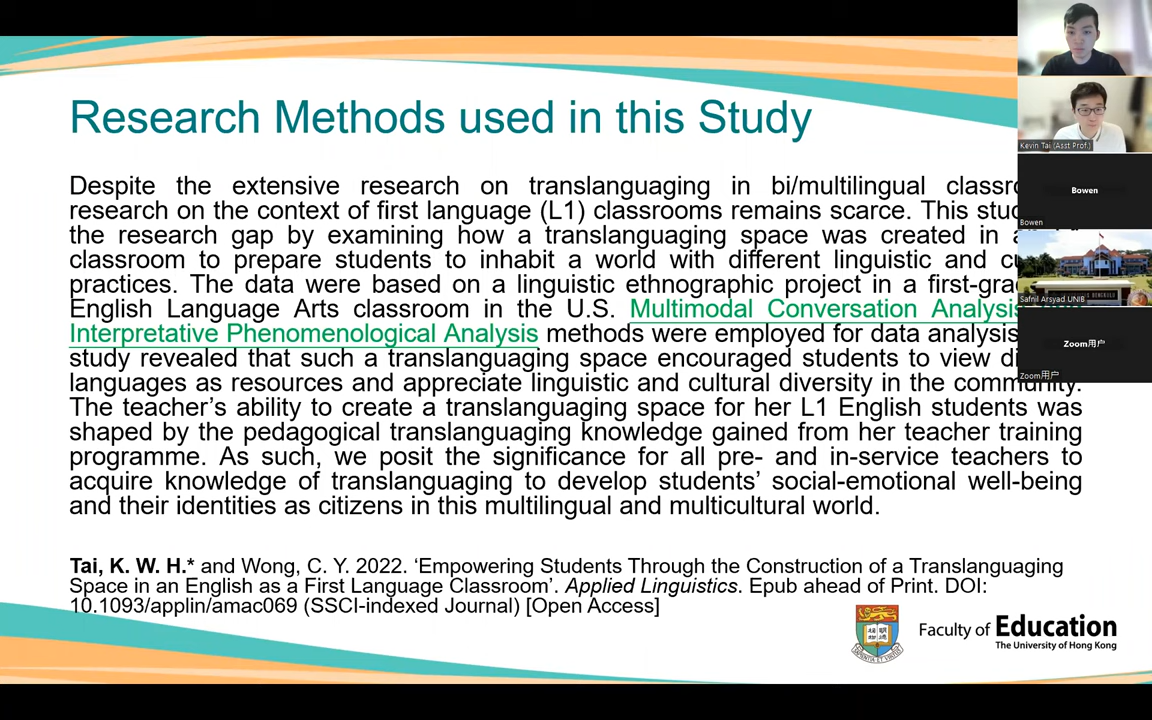 Research Methods used in this Study
Despite the extensive research on translanguaging in bi/multilingual
research on the context of first language (L1) classrooms remains scarce. This
the research gap by examining how a translanguaging space was created in
classroom to prepare students to inhabit a world with different linguistic and
practices. The data were based on a linguistic ethnographic project in a
English Language Arts classroom in the U.S. Multimodal Conversation
Interpretative Phenomenological Analysis methods were employed for data analysis
study revealed that such a translanguaging space encouraged students to view
languages as resources and appreciate linguistic and cultural diversity in the community.
The teacher’s ability to create a translanguaging space for her L1 English students was
shaped by the pedagogical translanguaging knowledge gained from her teacher training
programme. As such, we posit the significance for all pre- and in-service teachers to
acquire knowledge of translanguaging to develop students’ social-emotional well-being
and their identities as citizens in this multilingual and multicultural world.
Tai, K. W. H.* and Wong, C. Y. 2022. ‘Empowering Students Through the Construction of a Translanguaging
Space in an English as a First Language Classroom’. Applied Linguistics. Epub ahead of Print. DOI:
10.1093/applin/amac069 (SSCI-indexed Journal) [Open Access]
Faculty of Education
The University of Hong Kong
Kevin Tai (Asst Prof.)
Bowen
Bowen
Safnil Arsyad UNIB
Zoom用户
Zoom用户